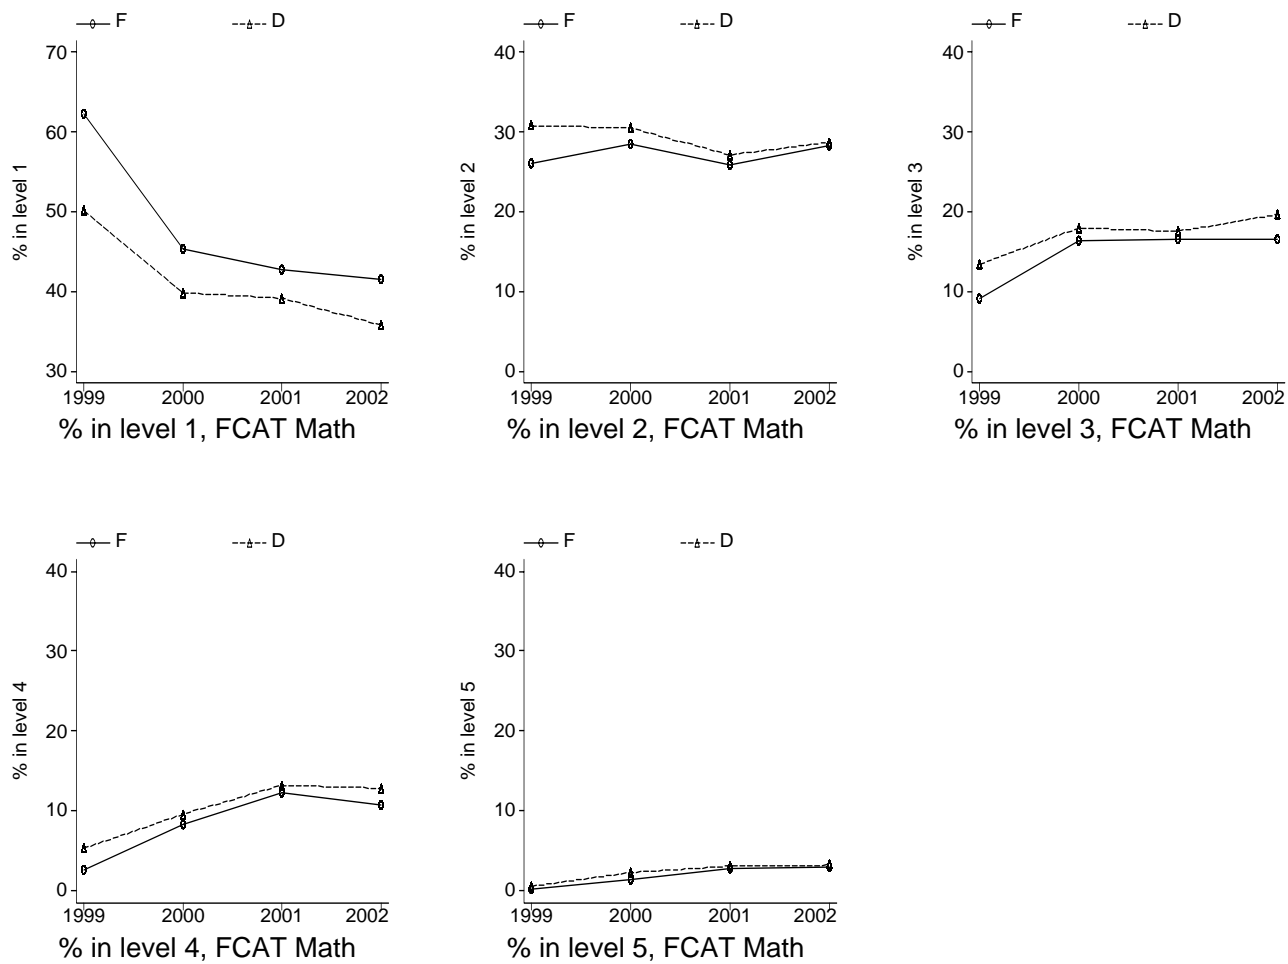 F D
70
60
50
40
30
% in level 1
1999 2000 2001 2002
% in level 1, FCAT Math
F D
40
30
20
10
0
% in level 2
1999 2000 2001 2002
% in level 2, FCAT Math
F D
40
30
20
10
0
% in level 3
1999 2000 2001 2002
% in level 3, FCAT Math
F D
40
30
20
10
0
% in level 4
1999 2000 2001 2002
% in level 4, FCAT Math
F D
40
30
20
10
0
% in level 5
1999 2000 2001 2002
% in level 5, FCAT Math